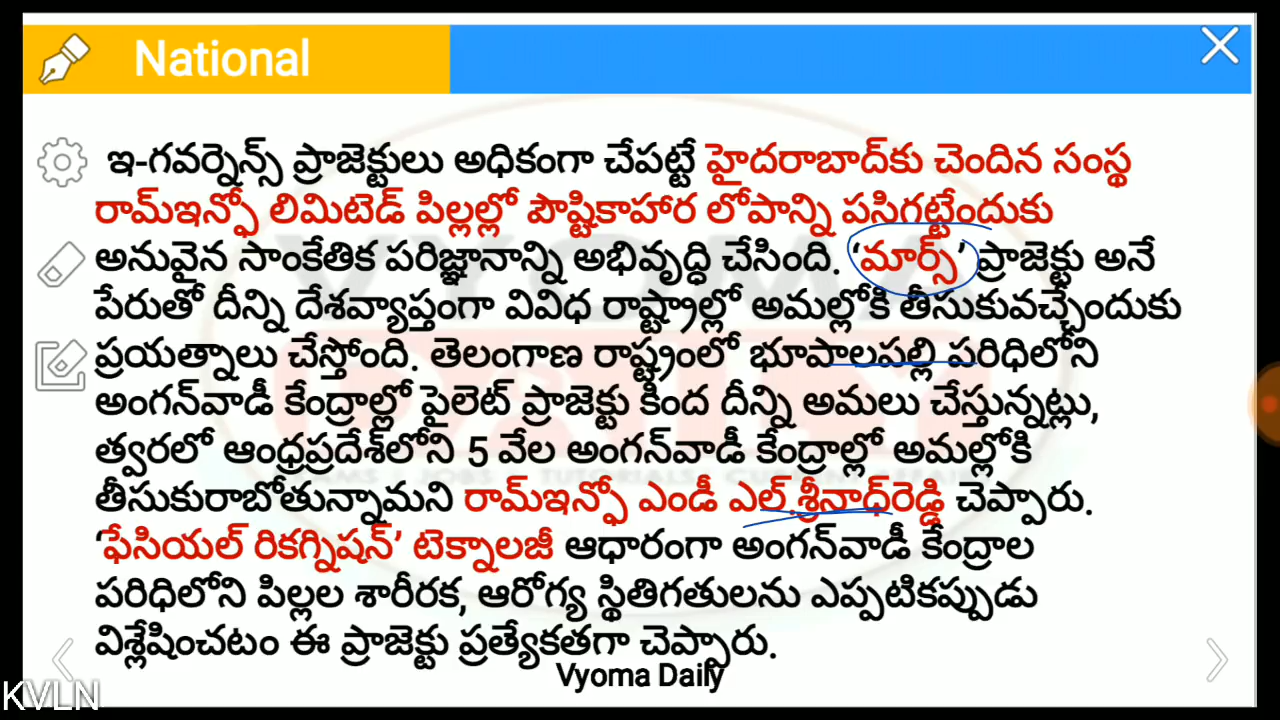 National
ఇ-గవర్నెన్స్ ప్రాజెక్టులు అధికంగా చేపట్టే హైదరాబాద్‌కు చెందిన సంస్థ
రామ్‌ఇన్ఫో లిమిటెడ్ పిల్లల్లో పౌష్టికాహార లోపాన్ని పసిగట్టేందుకు
అనువైన సాంకేతిక పరిజ్ఞానాన్ని అభివృద్ధి చేసింది. ‘మార్స్’ ప్రాజెక్టు అనే
పేరుతో దీన్ని దేశవ్యాప్తంగా వివిధ రాష్ట్రాల్లో అమల్లోకి తీసుకువచ్చేందుకు
ప్రయత్నాలు చేస్తోంది. తెలంగాణ రాష్ట్రంలో భూపాలపల్లి పరిధిలోని
అంగన్‌వాడీ కేంద్రాల్లో పైలెట్ ప్రాజెక్టు కింద దీన్ని అమలు చేస్తున్నట్లు,
త్వరలో ఆంధ్రప్రదేశ్‌లోని 5 వేల అంగన్‌వాడీ కేంద్రాల్లో అమల్లోకి
తీసుకురాబోతున్నామని రామ్‌ఇన్ఫో ఎండీ ఎల్.శ్రీనాధ్‌రెడ్డి చెప్పారు.
‘ఫేసియల్ రికగ్నిషన్’ టెక్నాలజీ ఆధారంగా అంగన్‌వాడీ కేంద్రాల
పరిధిలోని పిల్లల శారీరక, ఆరోగ్య స్థితిగతులను ఎప్పటికప్పుడు
విశ్లేషించటం ఈ ప్రాజెక్టు ప్రత్యేకతగా చెప్పారు.
Vyoma Daily
KVLN